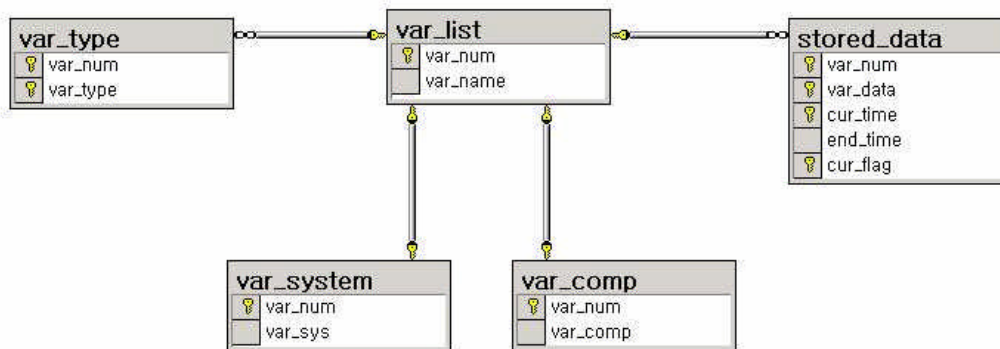 var_type
var_num
var_type
var_list
var_num
var_name
stored_data
var_num
var_data
cur_time
end_time
cur_flag
var_system
var_num
var_sys
var_comp
var_num
var_comp